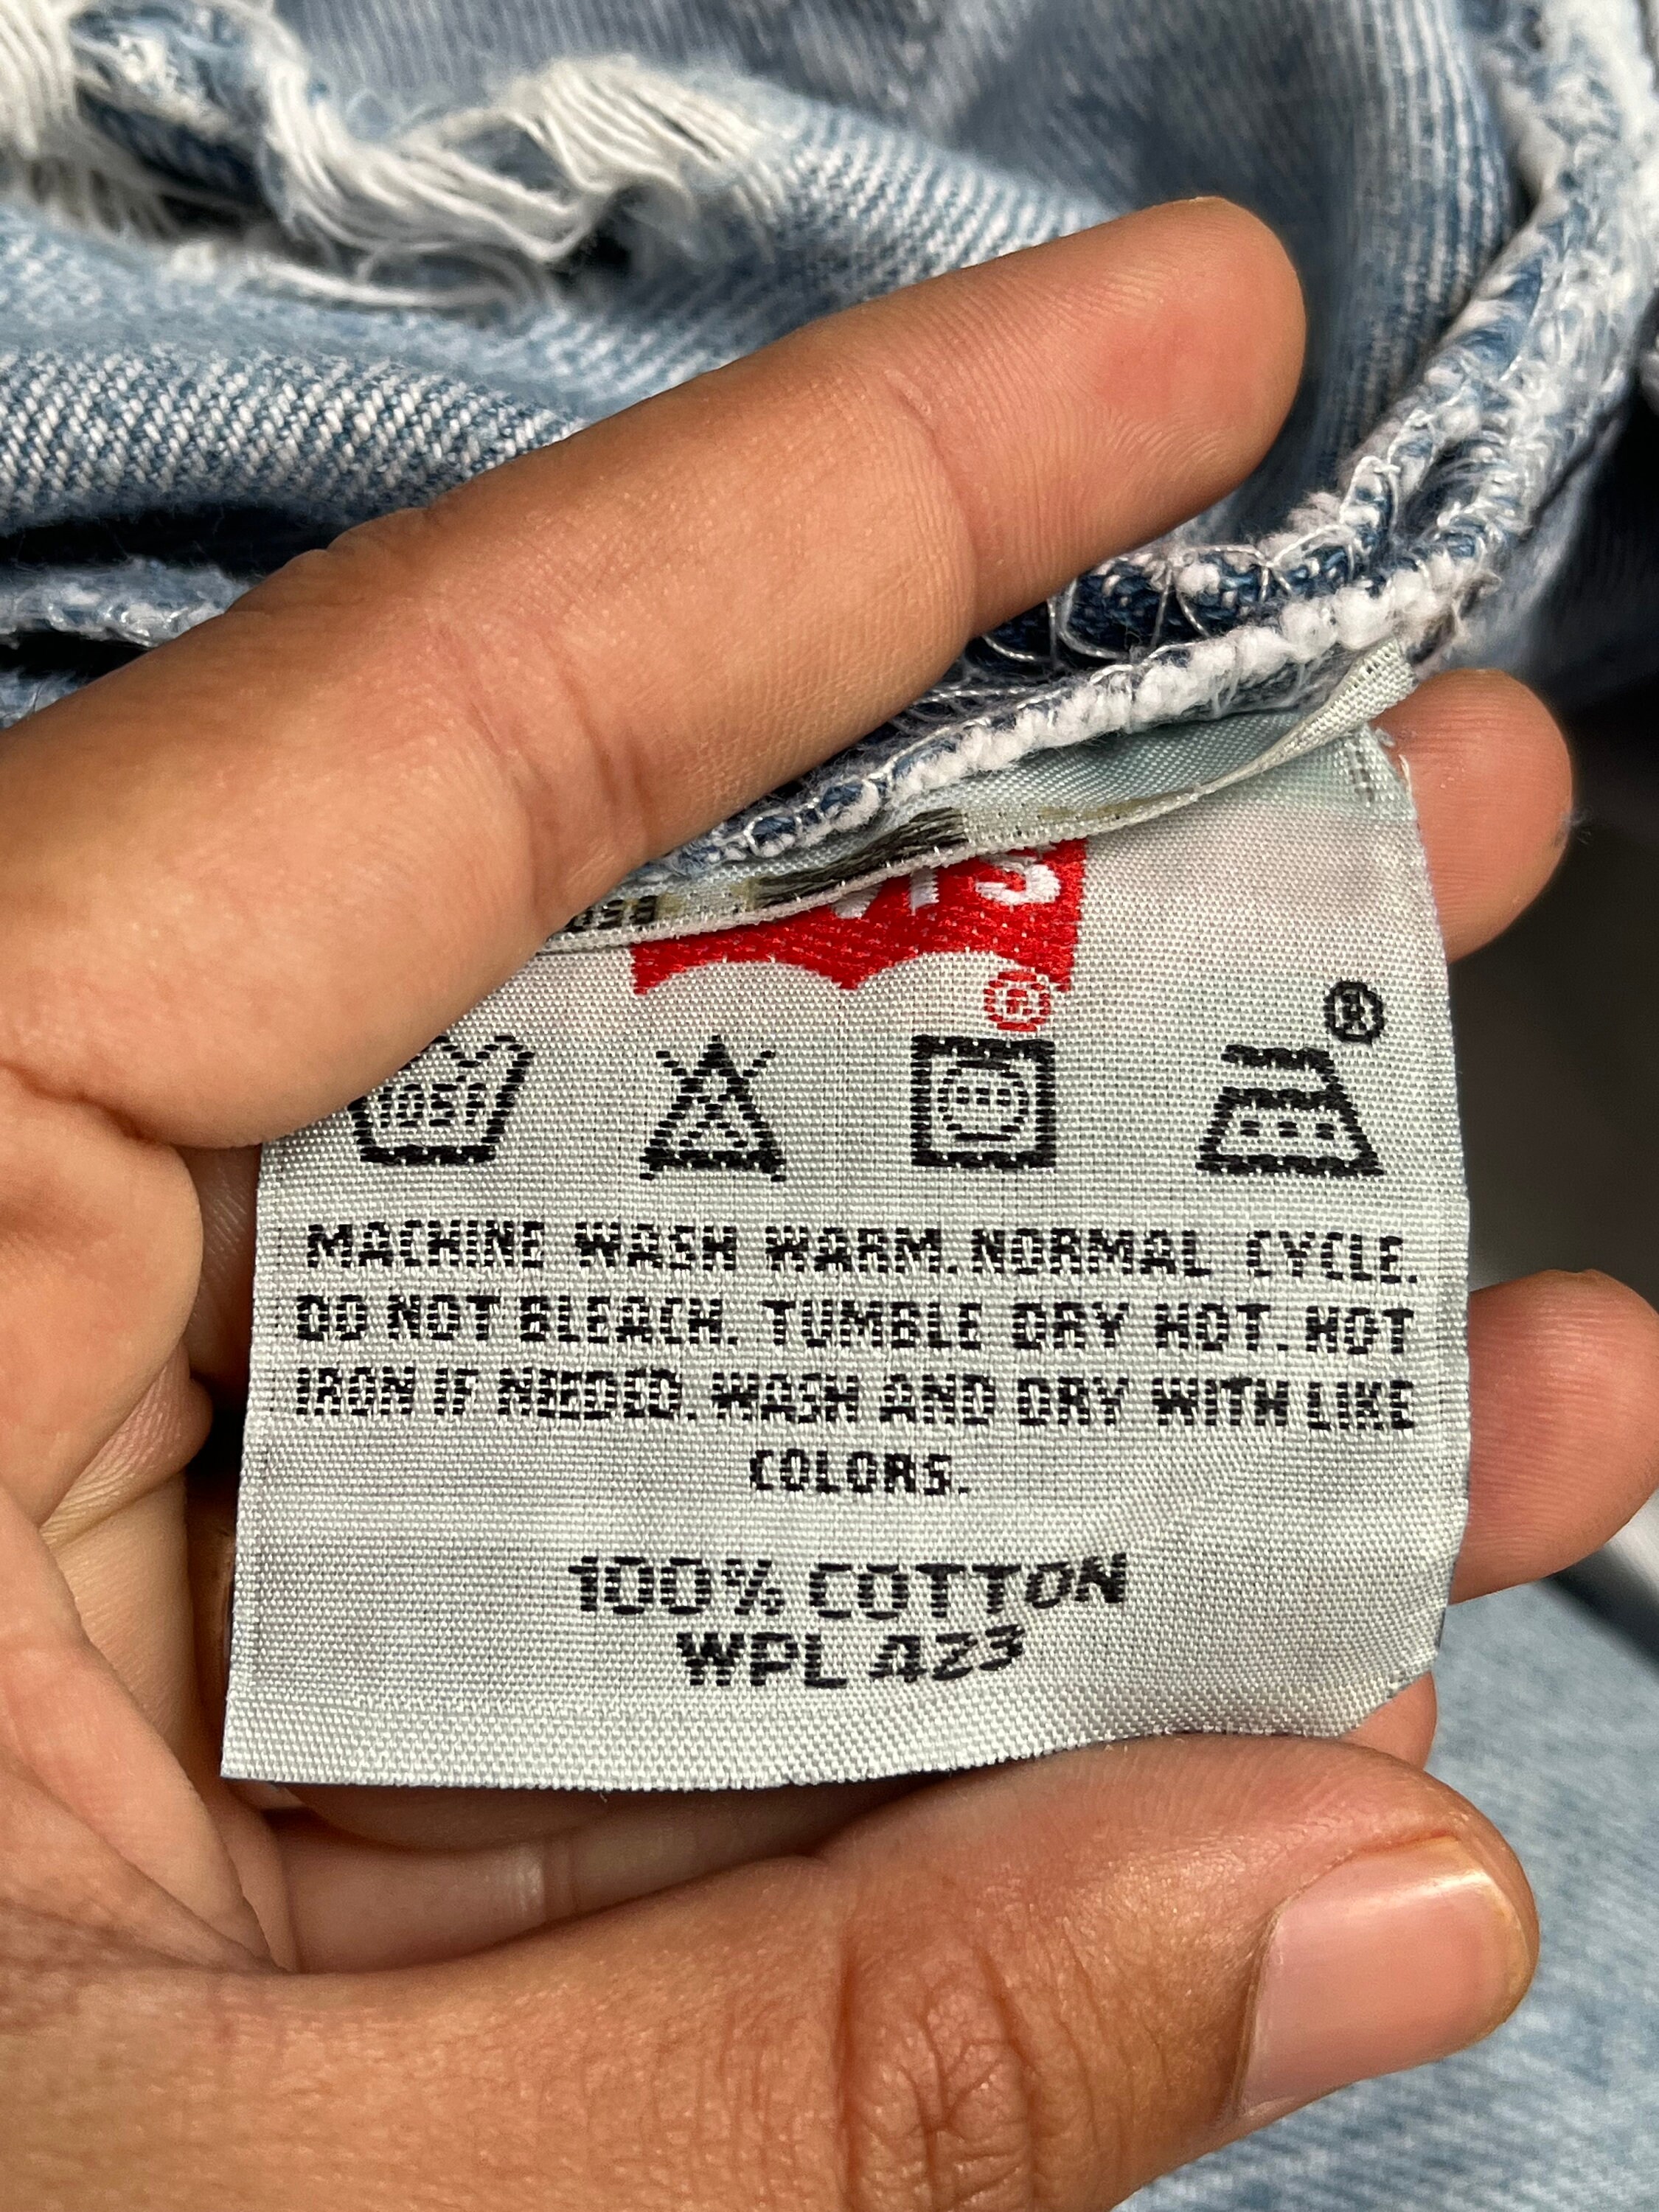 105F
MACHINE WASH WARM. NORMAL CYCLE.
DO NOT BLEACH. TUMBLE DRY HOT. HOT
IRON IF NEEDED. WASH AND DRY WITH LIKE
COLORS.
100% COTTON
WPL 423